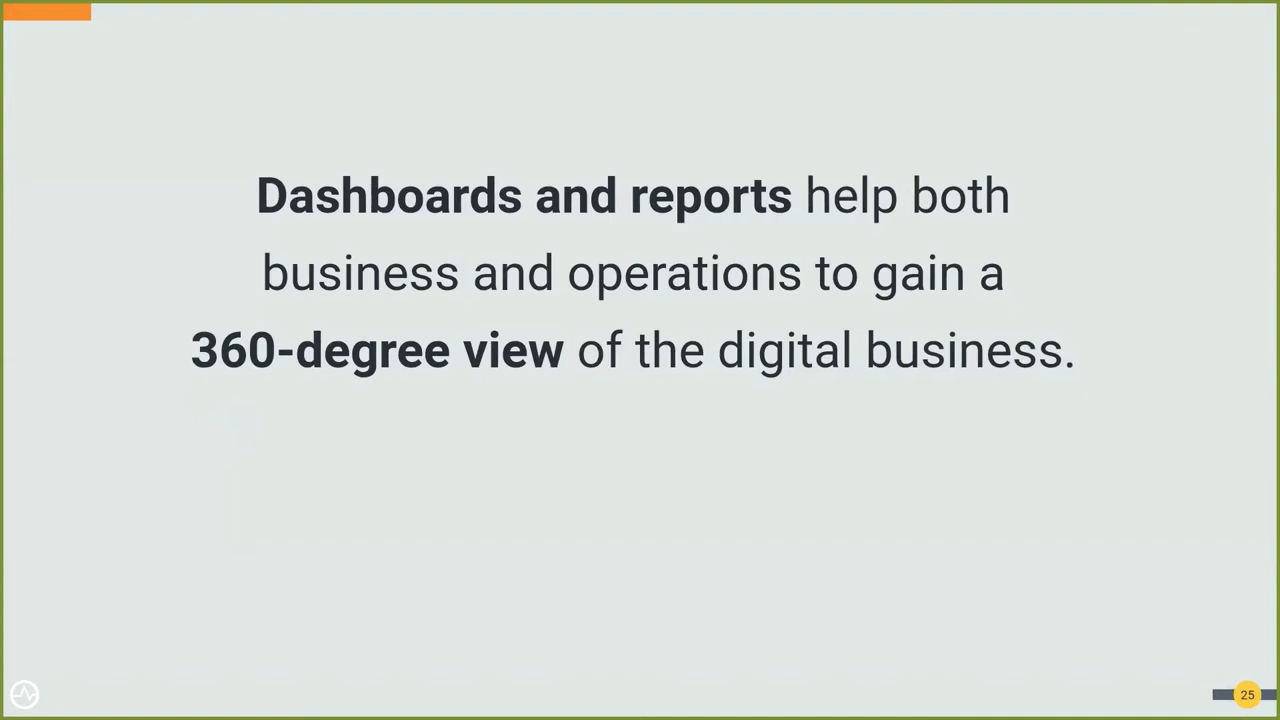 Dashboards and reports help both
business and operations to gain a
360-degree view of the digital business.
25